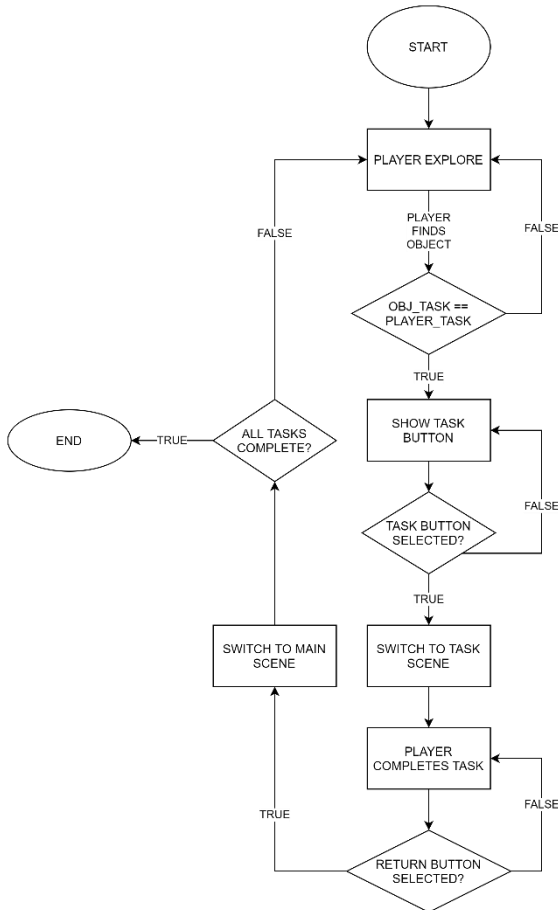 START
PLAYER EXPLORE
FALSE
PLAYER
FINDS
OBJECT
FALSE
OBJ_TASK ==
PLAYER_TASK
TRUE
SHOW TASK
BUTTON
END
TRUE
ALL TASKS
COMPLETE?
FALSE
TASK BUTTON
SELECTED?
TRUE
SWITCH TO MAIN
SCENE
SWITCH TO TASK
SCENE
PLAYER
COMPLETES TASK
TRUE
FALSE
RETURN BUTTON
SELECTED?